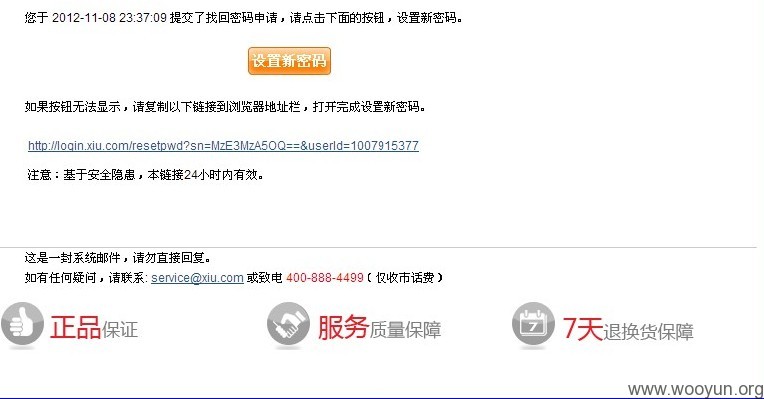 您于 2012-11-08 23:37:09 提交了找回密码申请，请点击下面的按钮，设置新密码。
设置新密码
如果按钮无法显示，请复制以下链接到浏览器地址栏，打开完成设置新密码。
http://login.xiu.com/resetpwd?sn=MzE3MzA5OQ==&userId=1007915377
注意：基于安全隐患，本链接24小时内有效。
这是一封系统邮件，请勿直接回复。
如有任何疑问，请联系: service@xiu.com 或致电 400-888-4499（仅收市话费）
正品保证
服务质量保障
7
7天退换货保障
www.wooyun.org